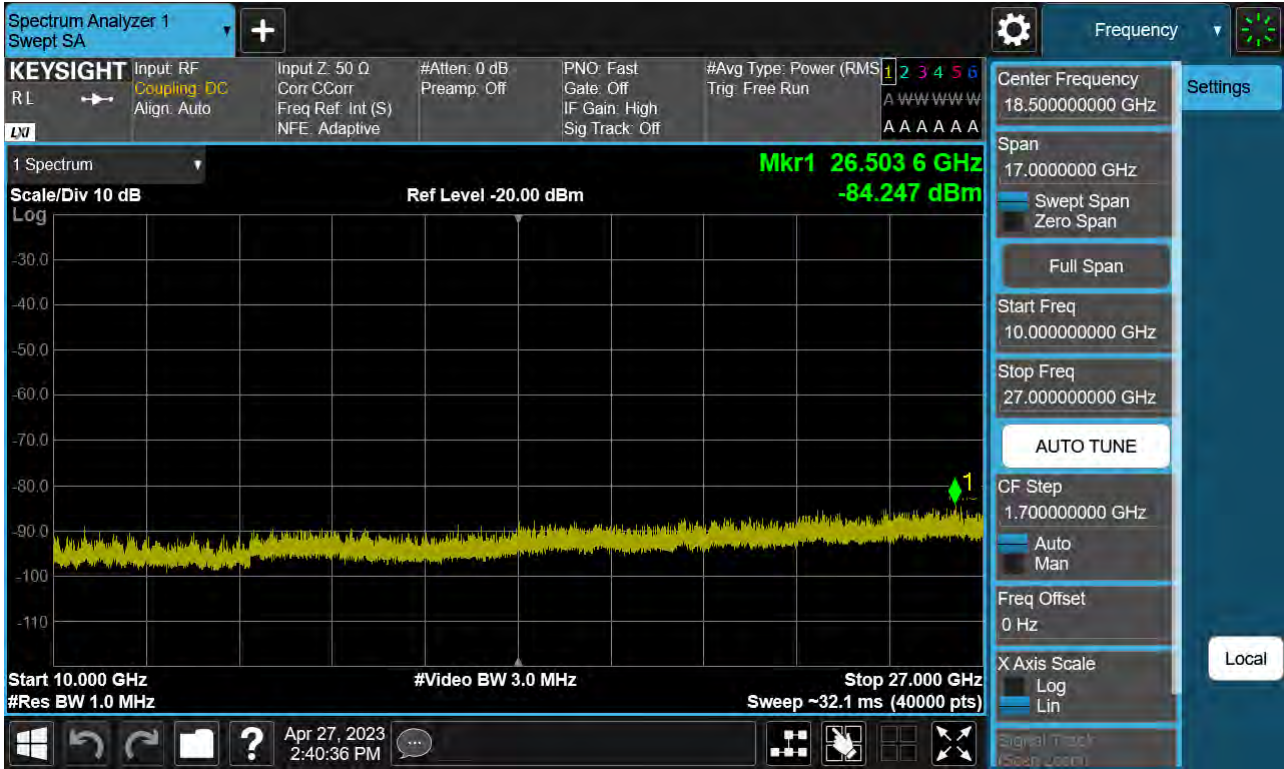 Spectrum Analyzer 1
Swept SA
Frequency
KEYSIGHT
R L
LXI
Input: RF
Coupling: DC
Align: Auto
Input Z: 50 Ω
Corr CCorr
Freq Ref: Int (S)
NFE: Adaptive
#Atten: 0 dB
Preamp: Off
PNO: Fast
Gate: Off
IF Gain: High
Sig Track: Off
#Avg Type: Power (RMS
Trig: Free Run
1 2 3 4 5 6
A W W W W W
A A A A A A
1 Spectrum
Scale/Div 10 dB
Log
Ref Level -20.00 dBm
Mkr1 26.503 6 GHz
-84.247 dBm
-30.0
-40.0
-50.0
-60.0
-70.0
-80.0
-90.0
-100
-110
1
Start 10.000 GHz
#Res BW 1.0 MHz
#Video BW 3.0 MHz
Stop 27.000 GHz
Sweep ~32.1 ms (40000 pts)
Center Frequency
18.500000000 GHz
Settings
Span
17.0000000 GHz
Swept Span
Zero Span
Full Span
Start Freq
10.000000000 GHz
Stop Freq
27.000000000 GHz
AUTO TUNE
CF Step
1.700000000 GHz
Auto
Man
Freq Offset
0 Hz
X Axis Scale
Log
Lin
Local
Signal Track
(Span Zoom)
?
Apr 27, 2023
2:40:36 PM